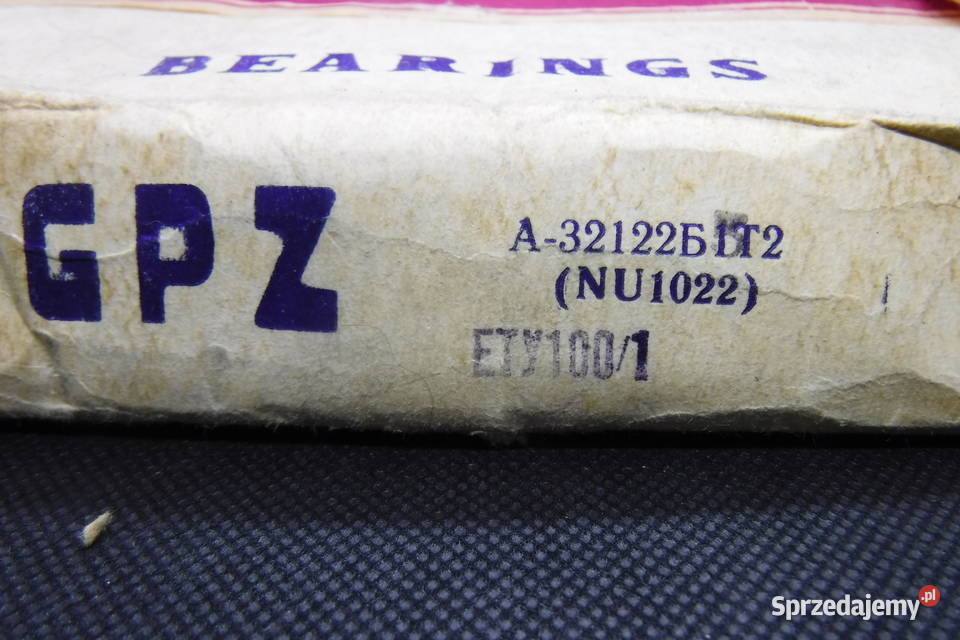 BEARINGS
GPZ
А-32122Б1Т2
(NU1022)
ЕТУ100/1
Sprzedajemy.pl